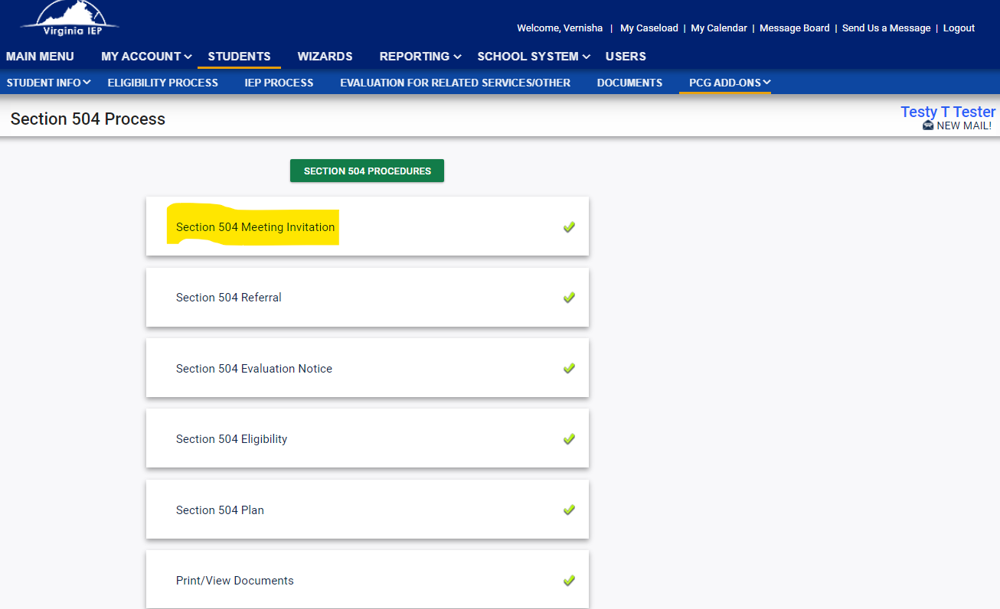 Virginia IEP
Welcome, Vernisha | My Caseload | My Calendar | Message Board | Send Us a Message | Logout
MAIN MENU MY ACCOUNT STUDENTS WIZARDS REPORTING SCHOOL SYSTEM USERS
STUDENT INFO ELIGIBILITY PROCESS IEP PROCESS EVALUATION FOR RELATED SERVICES/OTHER DOCUMENTS PCG ADD-ONS
Section 504 Process
Testy T Tester
NEW MAIL!
SECTION 504 PROCEDURES
Section 504 Meeting Invitation
Section 504 Referral
Section 504 Evaluation Notice
Section 504 Eligibility
Section 504 Plan
Print/View Documents